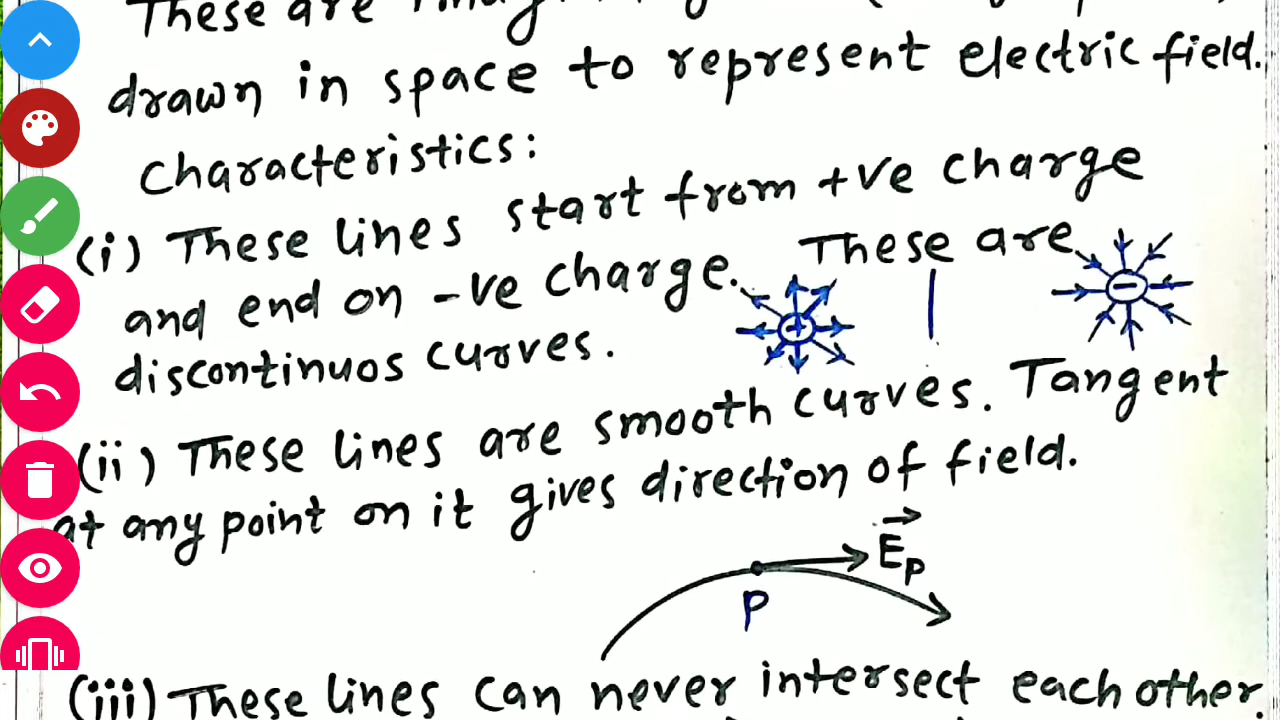 These are
drawn in space to represent electric field.
Characteristics:
(i) These lines start from +ve charge
and end on -ve charge. These are
discontinuos curves.
+
−
(ii) These lines are smooth curves. Tangent
at any point on it gives direction of field.
E⃗p
P
(iii) These lines can never intersect each other.